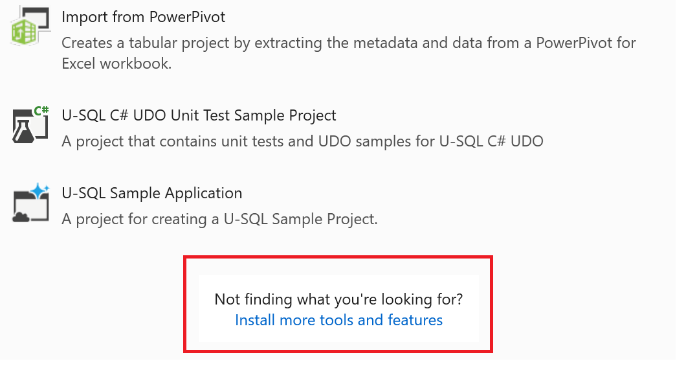 Import from PowerPivot
Creates a tabular project by extracting the metadata and data from a PowerPivot for
Excel workbook.
C#
U-SQL C# UDO Unit Test Sample Project
A project that contains unit tests and UDO samples for U-SQL C# UDO
U-SQL Sample Application
A project for creating a U-SQL Sample Project.
Not finding what you're looking for?
Install more tools and features